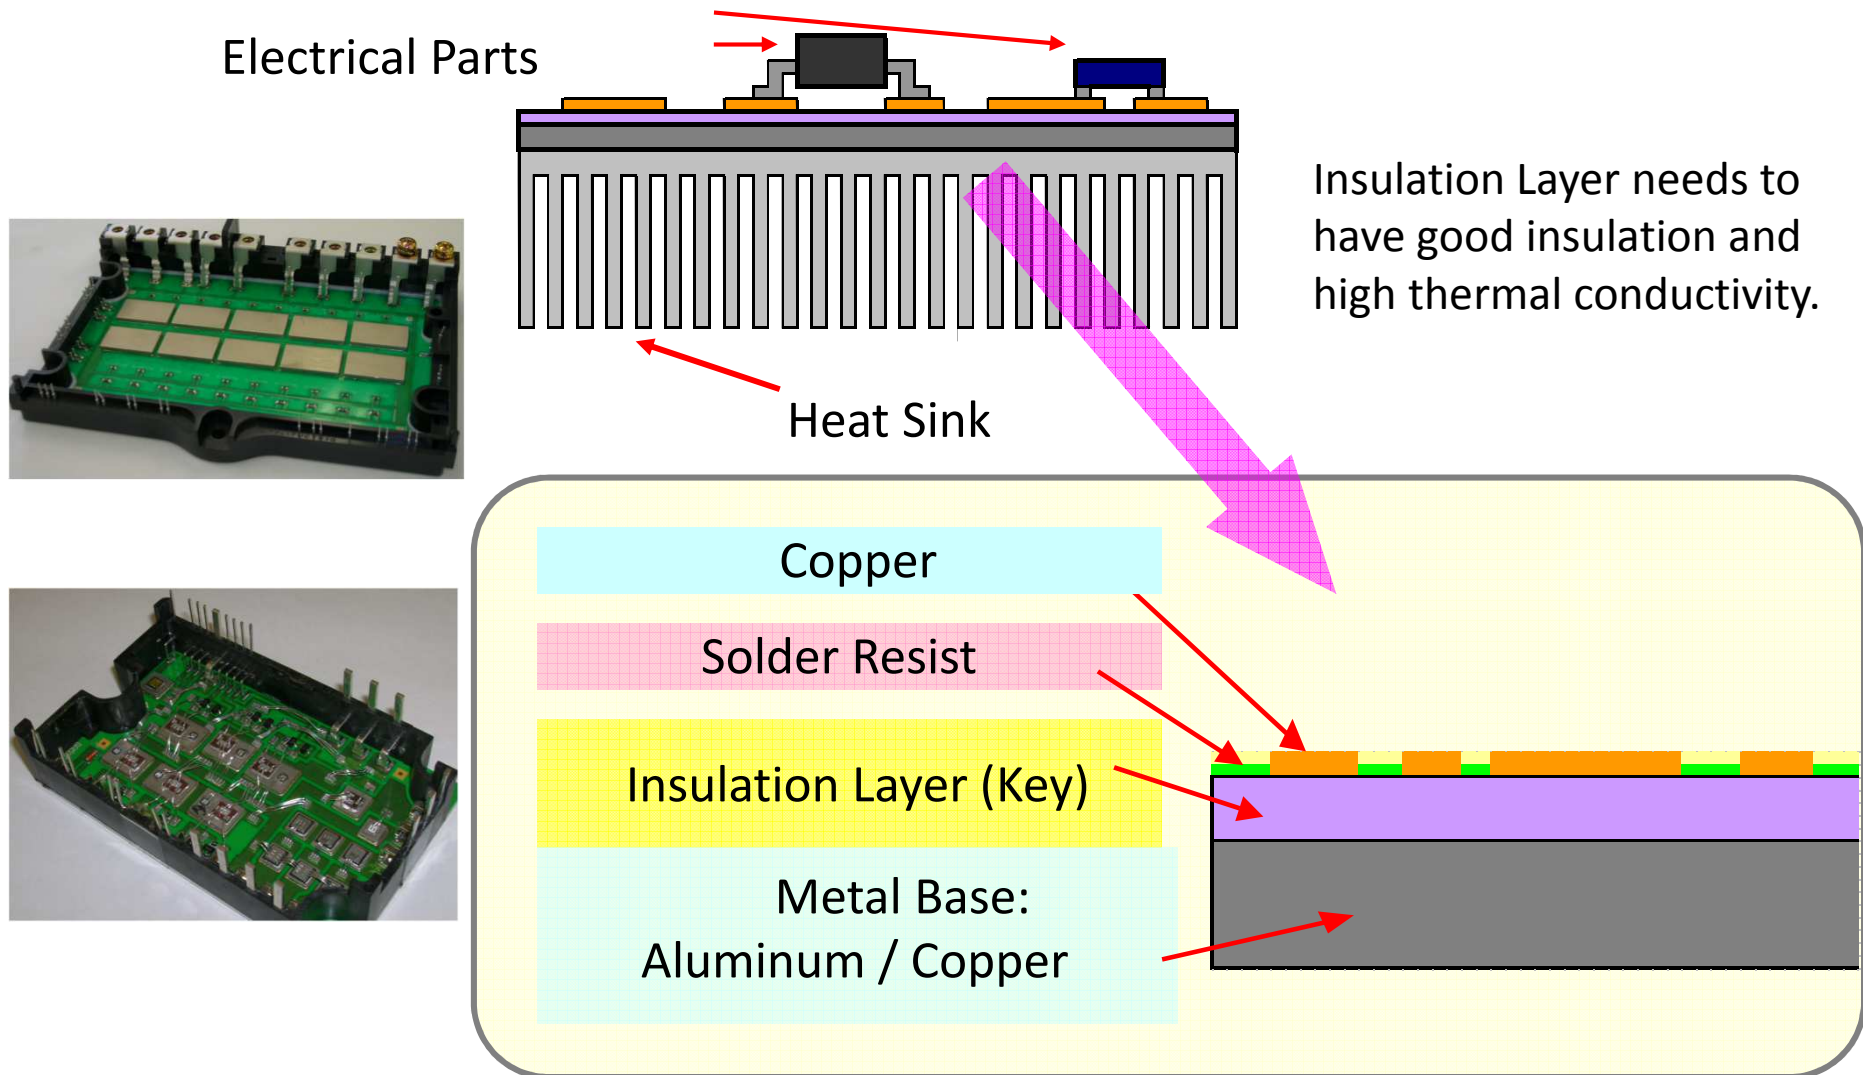 Electrical Parts
Insulation Layer needs to
have good insulation and
high thermal conductivity.
Heat Sink
Copper
Solder Resist
Insulation Layer (Key)
Metal Base:
Aluminum / Copper